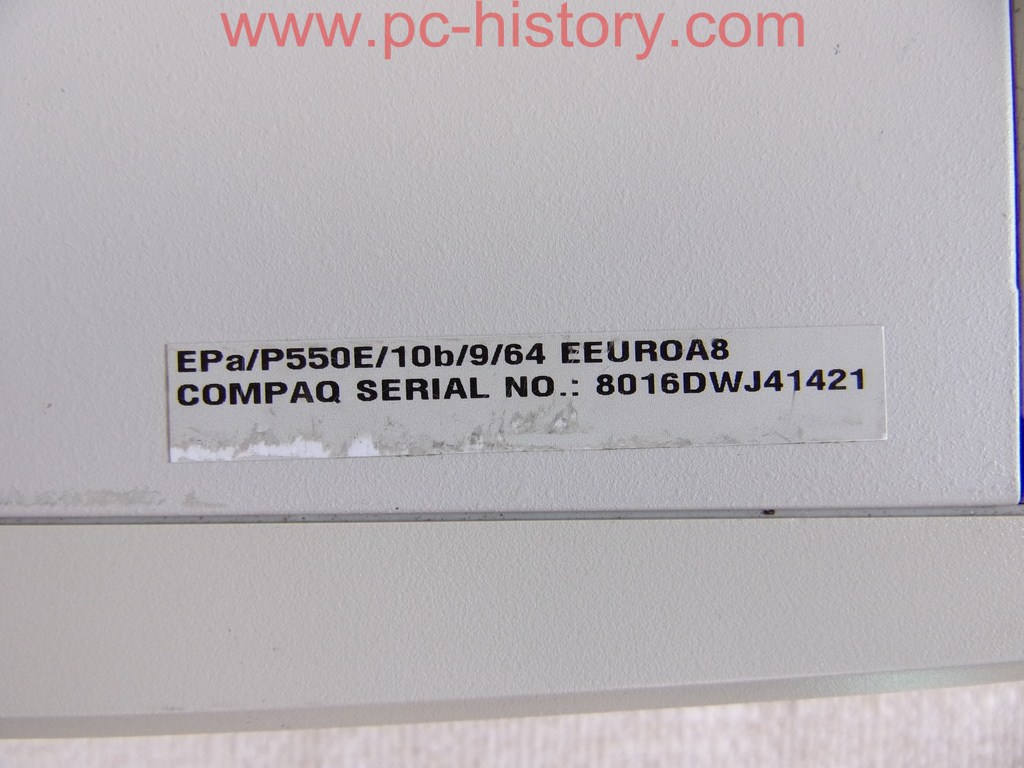 www.pc-history.com
EPa/P550E/10b/9/64 EEUROA8
COMPAQ SERIAL NO.: 8016DWJ41421